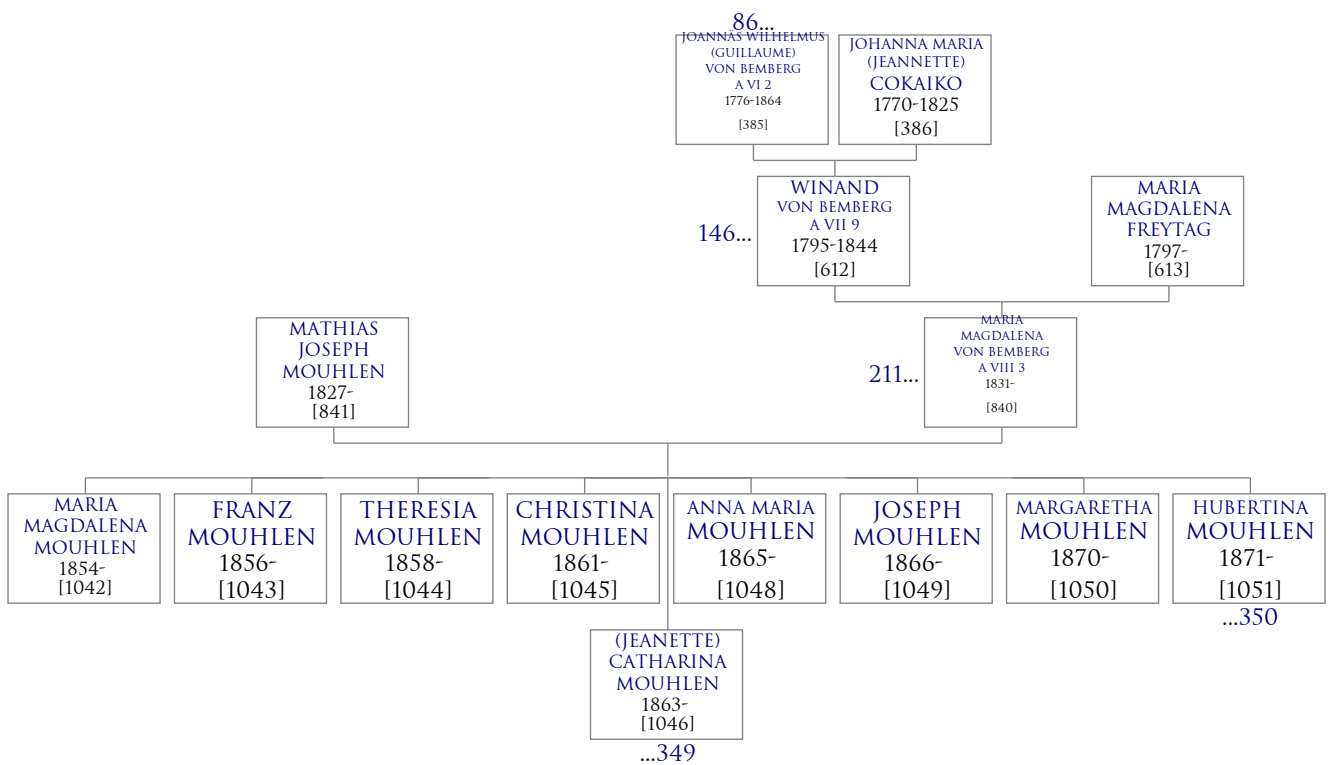 86...
JOANNÄS WILHELMUS
(GUILLAUME)
VON BEMBERG
A VI 2
1776-1864
[385]
JOHANNA MARIA
(JEANNETTE)
COKAIKO
1770-1825
[386]
146...
WINAND
VON BEMBERG
A VII 9
1795-1844
[612]
MARIA
MAGDALENA
FREYTAG
1797-
[613]
MATHIAS
JOSEPH
MOUHLEN
1827-
[841]
211...
MARIA
MAGDALENA
VON BEMBERG
A VIII 3
1831-
[840]
MARIA
MAGDALENA
MOUHLEN
1854-
[1042]
FRANZ
MOUHLEN
1856-
[1043]
THERESIA
MOUHLEN
1858-
[1044]
CHRISTINA
MOUHLEN
1861-
[1045]
ANNA MARIA
MOUHLEN
1865-
[1048]
JOSEPH
MOUHLEN
1866-
[1049]
MARGARETHA
MOUHLEN
1870-
[1050]
HUBERTINA
MOUHLEN
1871-
[1051]
...350
(JEANETTE)
CATHARINA
MOUHLEN
1863-
[1046]
...349